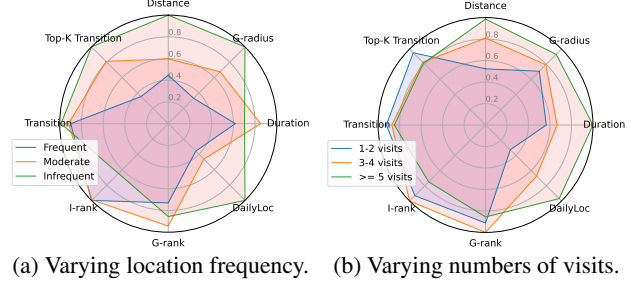 Distance
Top-K Transition
G-radius
Transition
Duration
I-rank
DailyLoc
G-rank
0.8
0.6
0.4
0.2
Frequent
Moderate
Infrequent
(a) Varying location frequency.
Distance
Top-K Transition
G-radius
Transition
Duration
I-rank
DailyLoc
G-rank
0.8
0.6
0.4
0.2
1-2 visits
3-4 visits
>= 5 visits
(b) Varying numbers of visits.